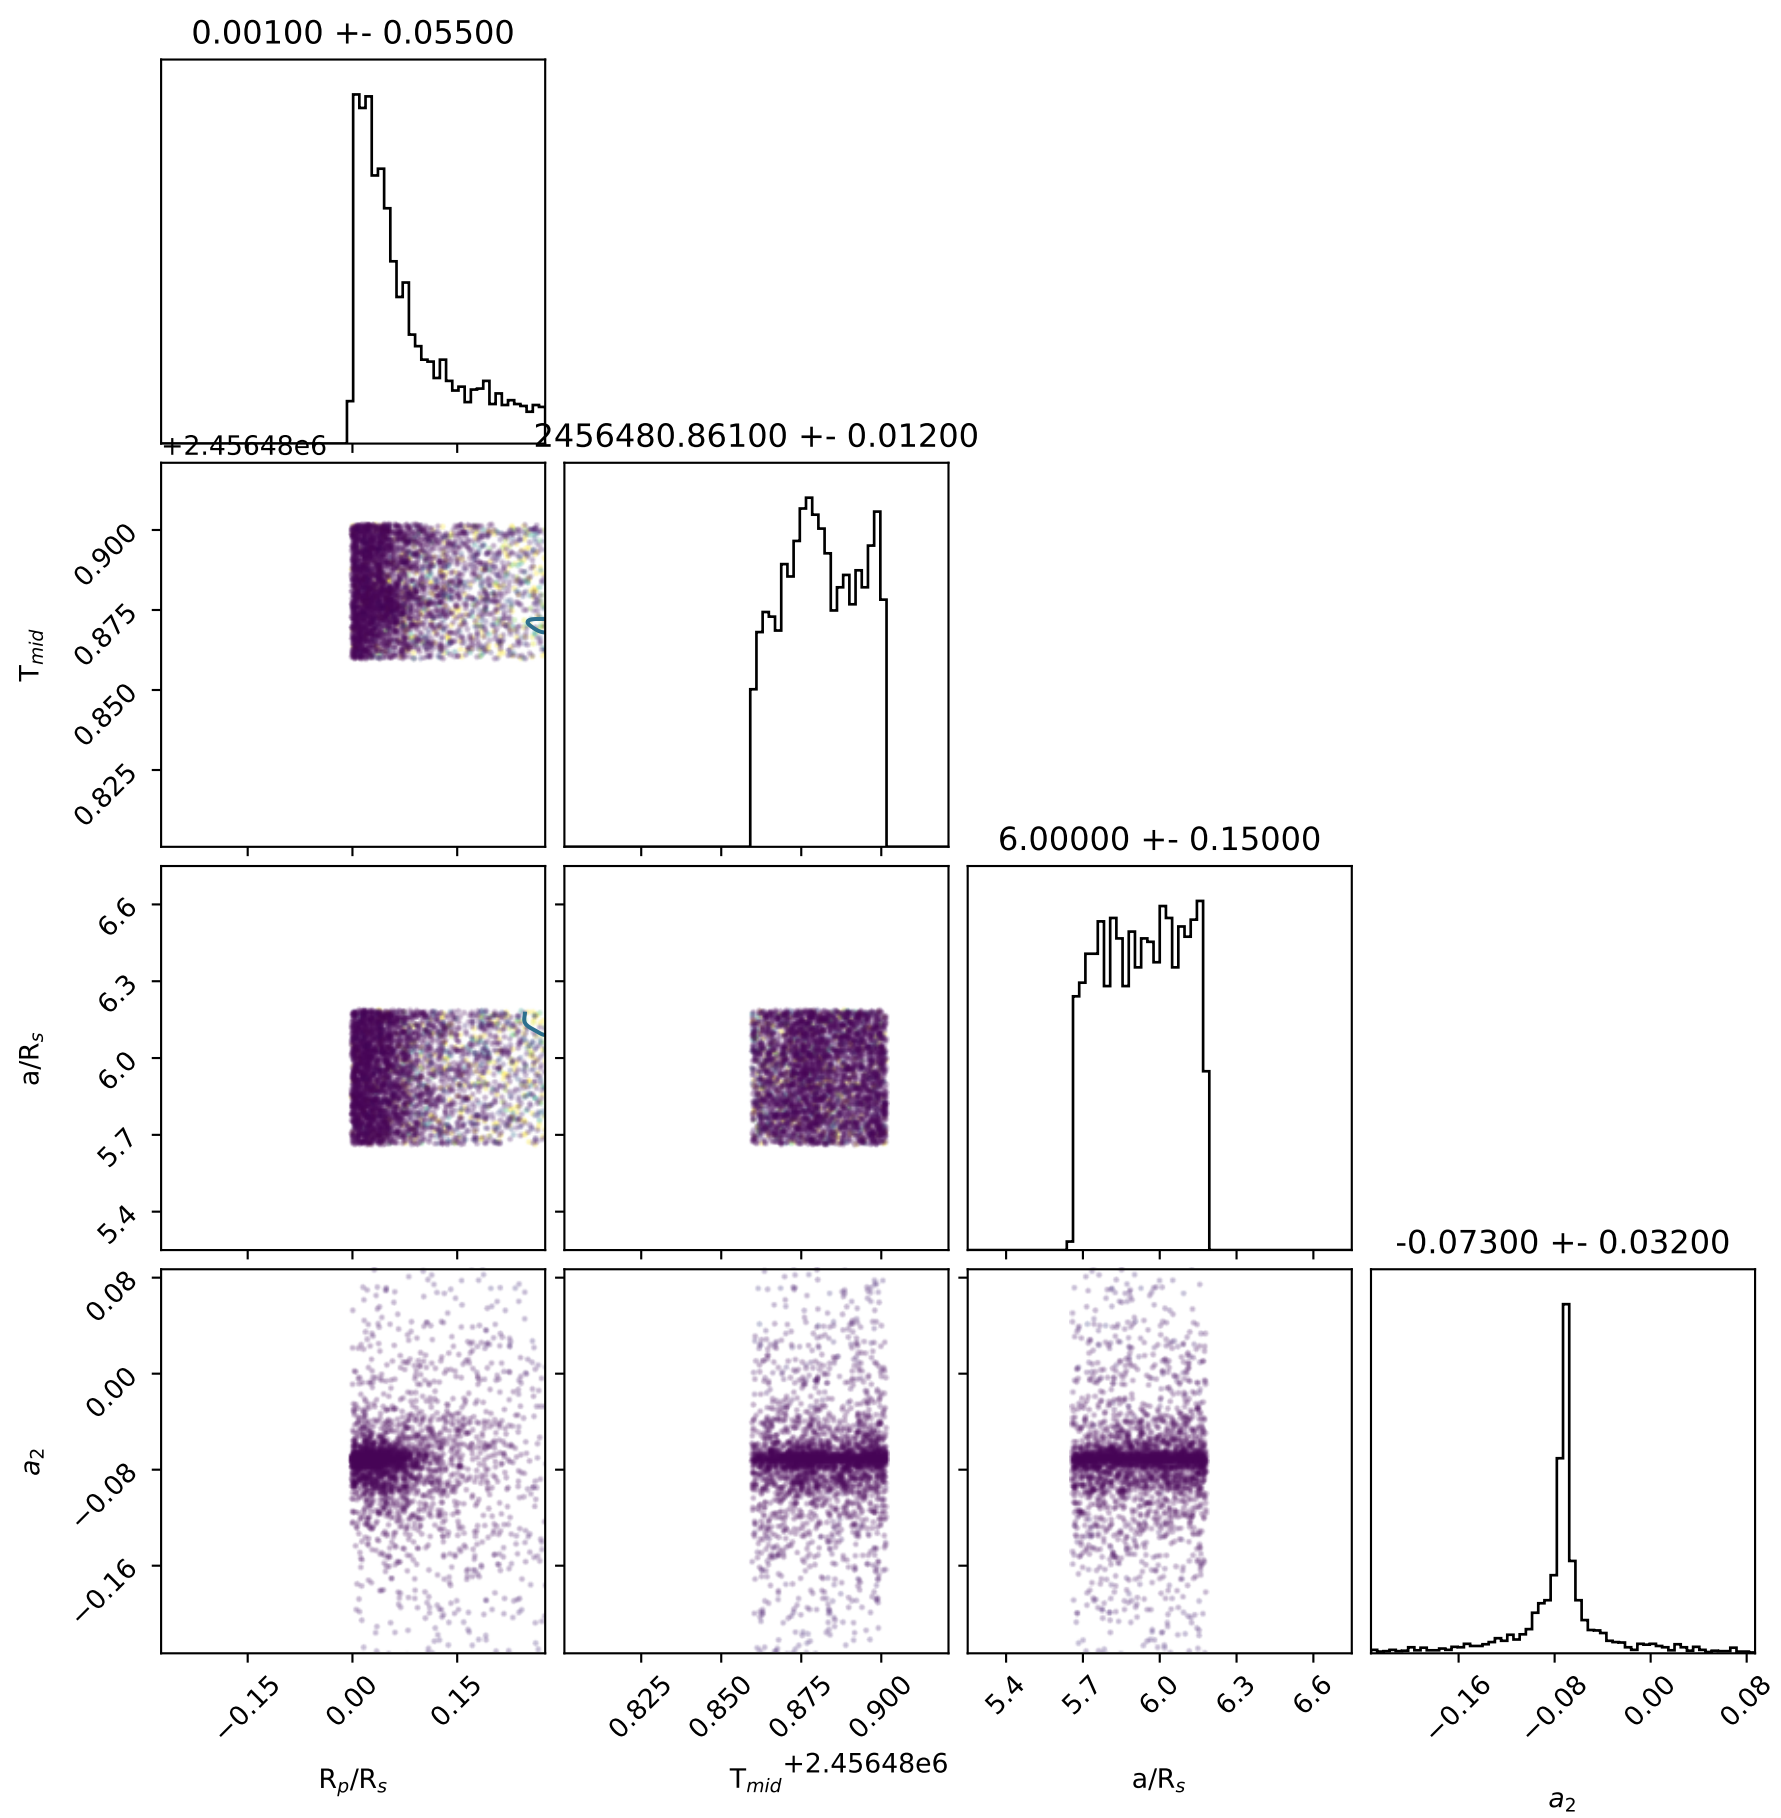 0.00100 +- 0.05500
+2.45648e6
2456480.86100 +- 0.01200
0.900
0.875
0.850
0.825
T_mid
6.00000 +- 0.15000
6.6
6.3
6.0
5.7
5.4
a/R_s
-0.07300 +- 0.03200
0.08
0.00
−0.08
−0.16
a_2
−0.15 0.00 0.15
0.825 0.850 0.875 0.900
5.4 5.7 6.0 6.3 6.6
−0.16 −0.08 0.00 0.08
+2.45648e6
R_p/R_s
T_mid
a/R_s
a_2